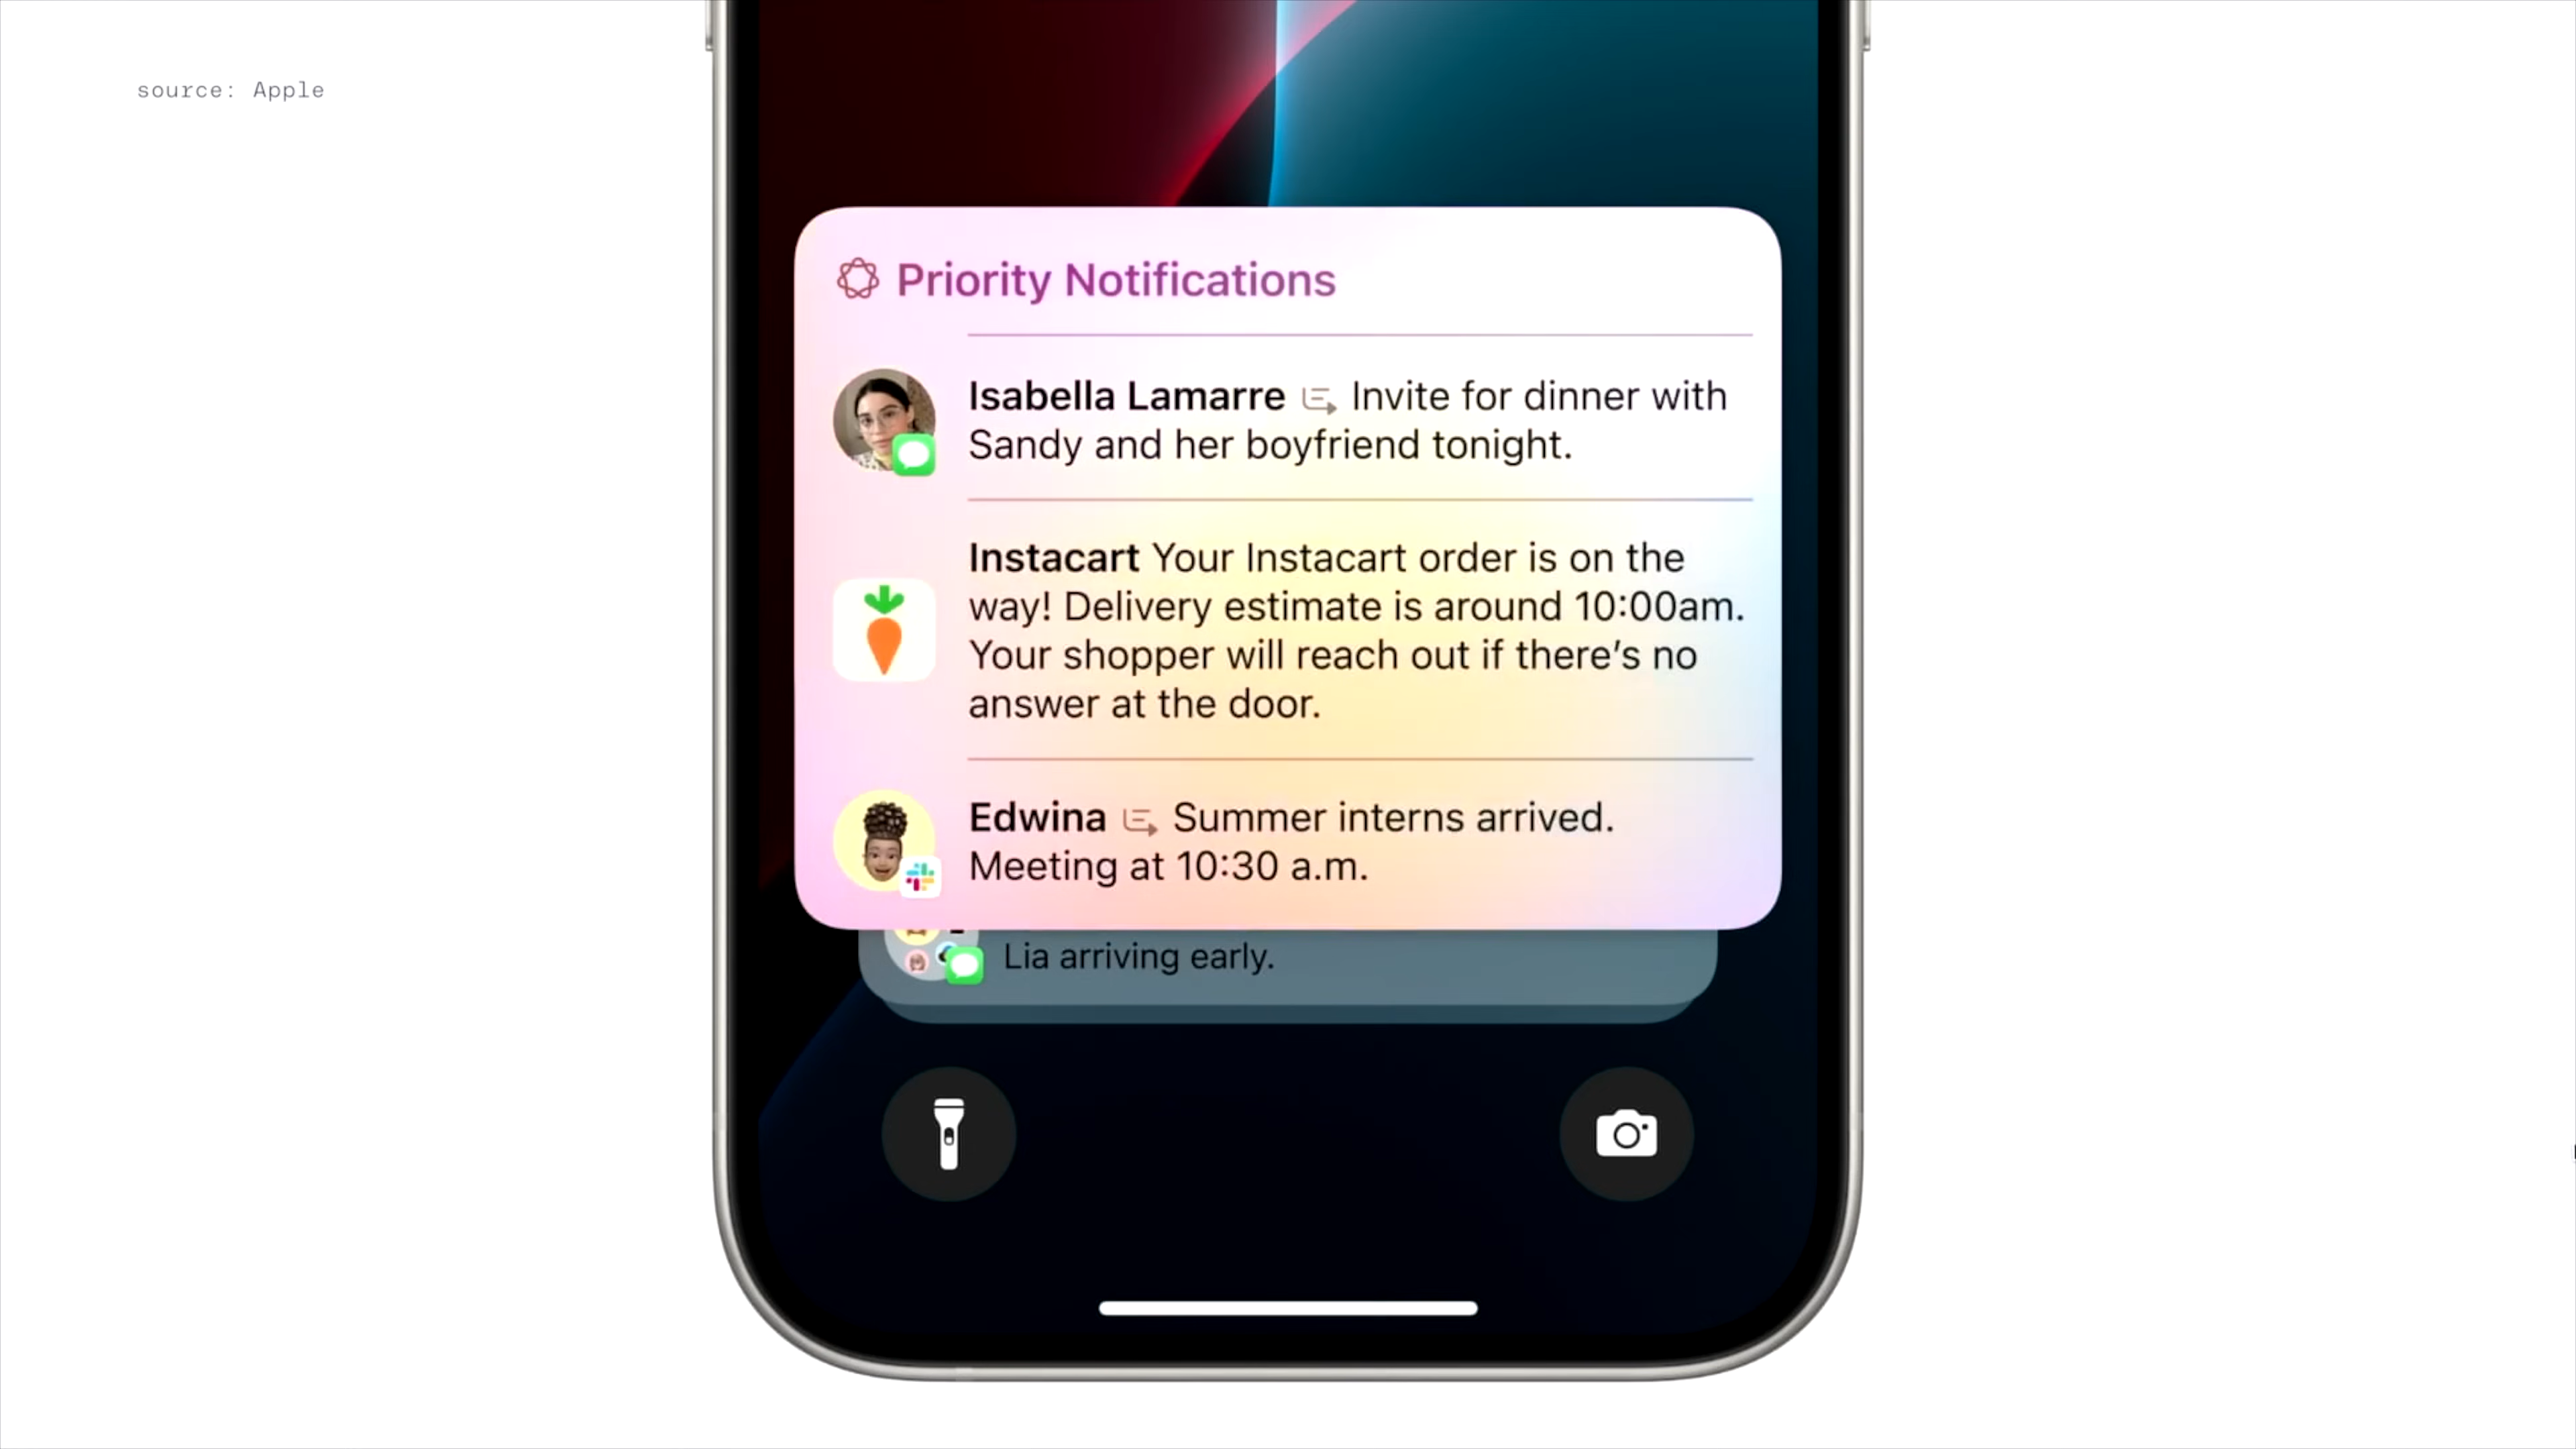 source: Apple
Priority Notifications
Isabella Lamarre Invite for dinner with
Sandy and her boyfriend tonight.
Instacart Your Instacart order is on the
way! Delivery estimate is around 10:00am.
Your shopper will reach out if there’s no
answer at the door.
Edwina Summer interns arrived.
Meeting at 10:30 a.m.
Lia arriving early.